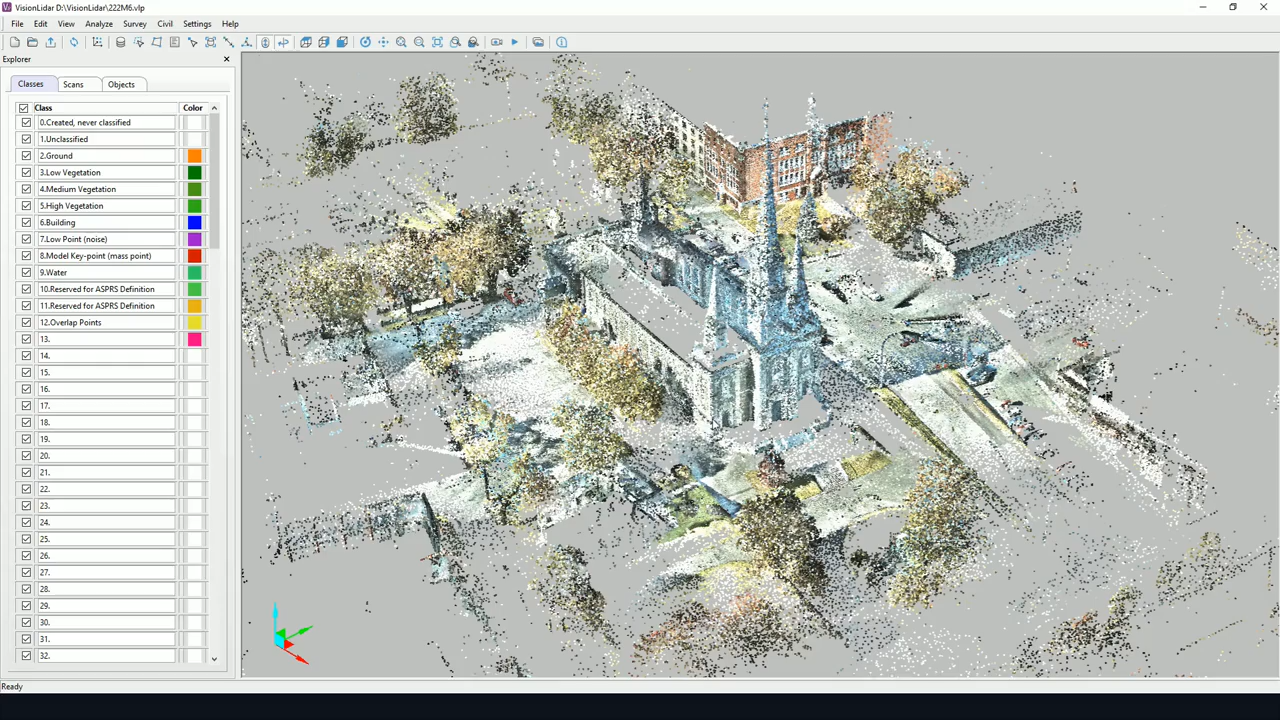 VisionLidar D:\VisionLidar\222M6.vlp
File Edit View Analyze Survey Civil Settings Help
Explorer
Classes Scans Objects
Class Color
0.Created, never classified
1.Unclassified
2.Ground
3.Low Vegetation
4.Medium Vegetation
5.High Vegetation
6.Building
7.Low Point (noise)
8.Model Key-point (mass point)
9.Water
10.Reserved for ASPRS Definition
11.Reserved for ASPRS Definition
12.Overlap Points
13.
14.
15.
16.
17.
18.
19.
20.
21.
22.
23.
24.
25.
26.
27.
28.
29.
30.
31.
32.
Ready